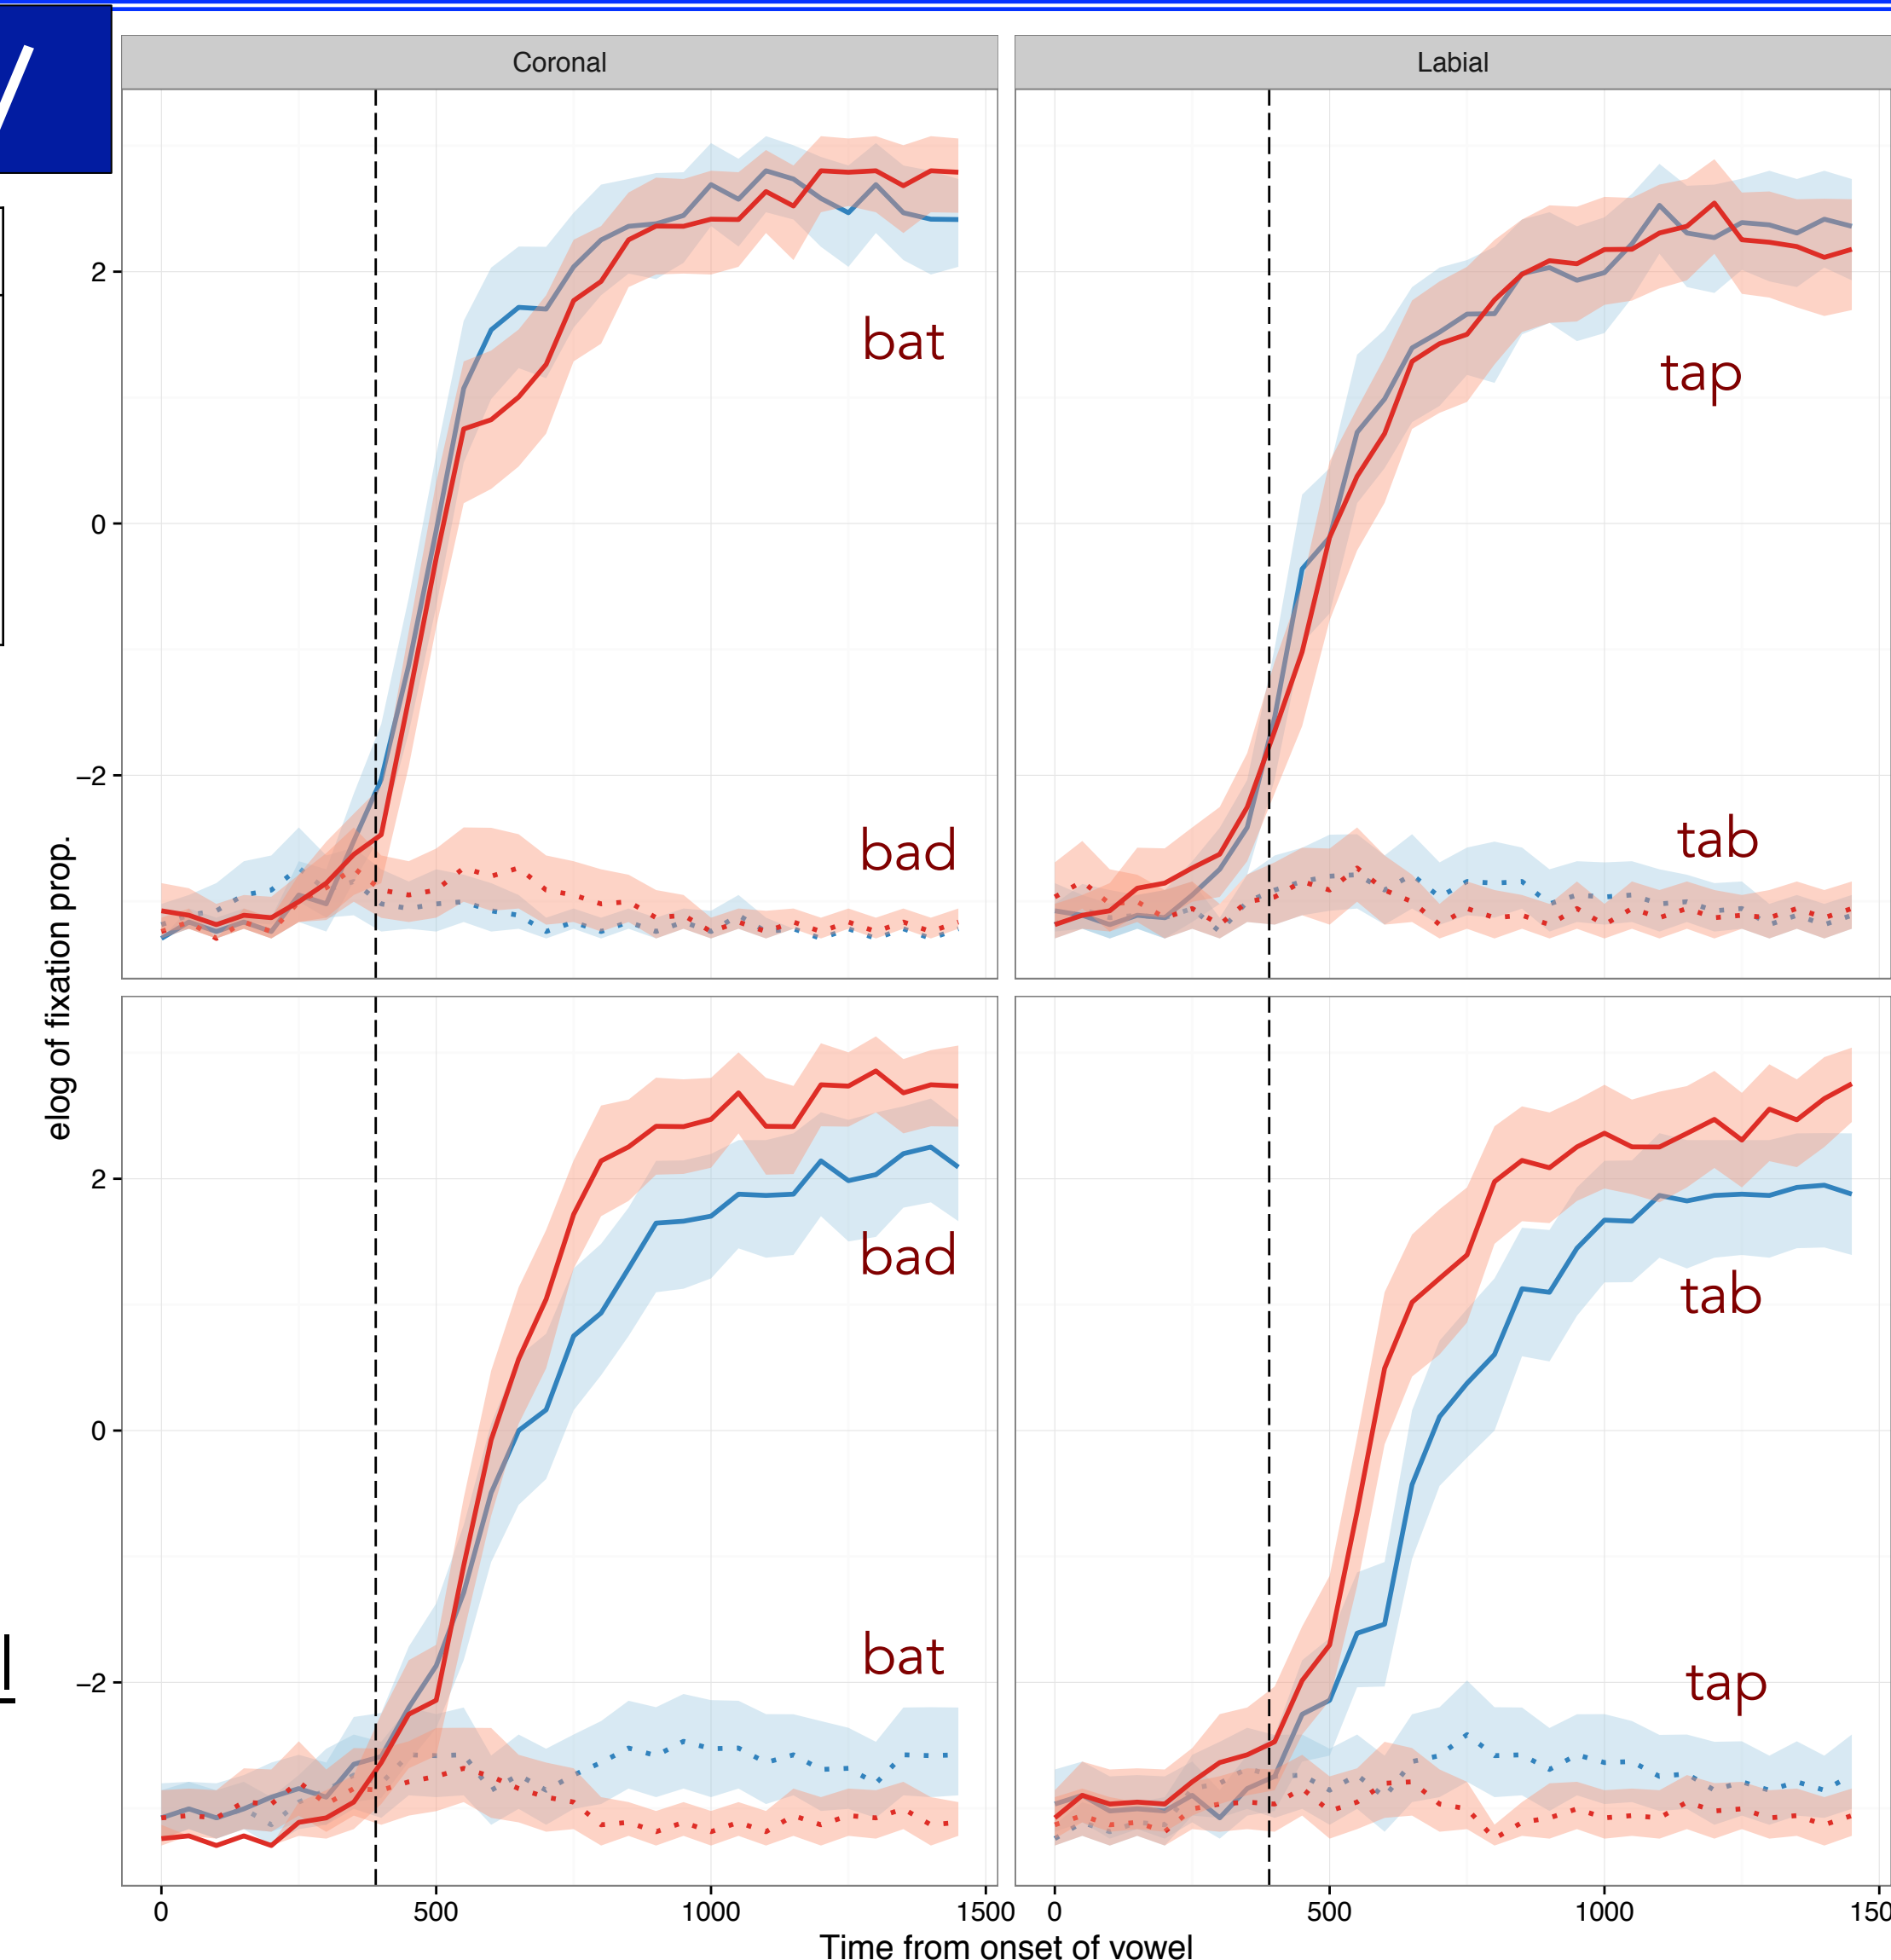 Coronal
Labial
2
0
−2
bat
bad
tap
tab
elog of fixation prop.
2
0
−2
bad
bat
tab
tap
0
500
1000
1500
0
500
1000
150
Time from onset of vowel